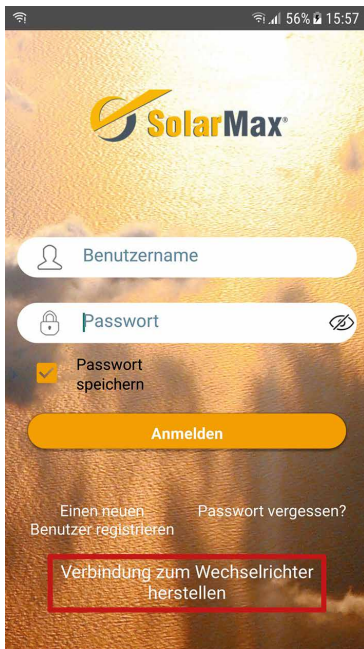 56% 15:57
SolarMax®
Benutzername
Passwort
Passwort
speichern
Anmelden
Einen neuen
Benutzer registrieren
Passwort vergessen?
Verbindung zum Wechselrichter
herstellen